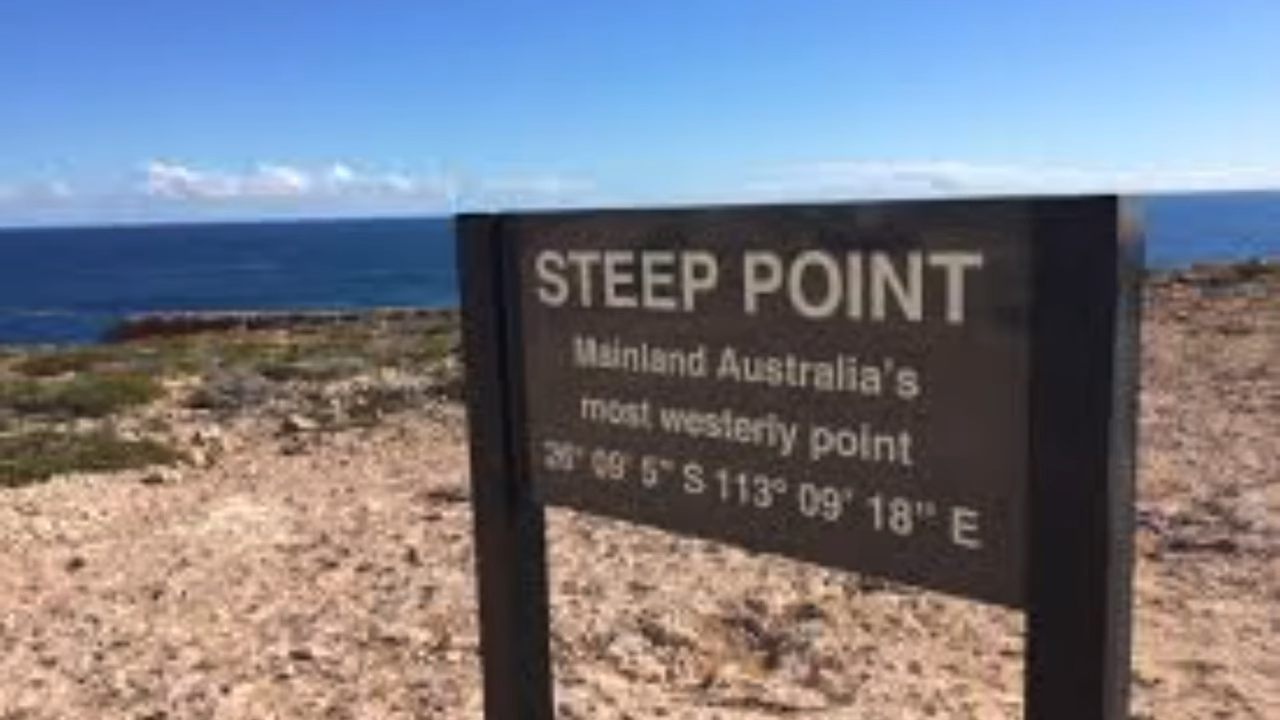 STEEP POINT
Mainland Australia's
most westerly point
26° 09' 5" S 113° 09' 18" E